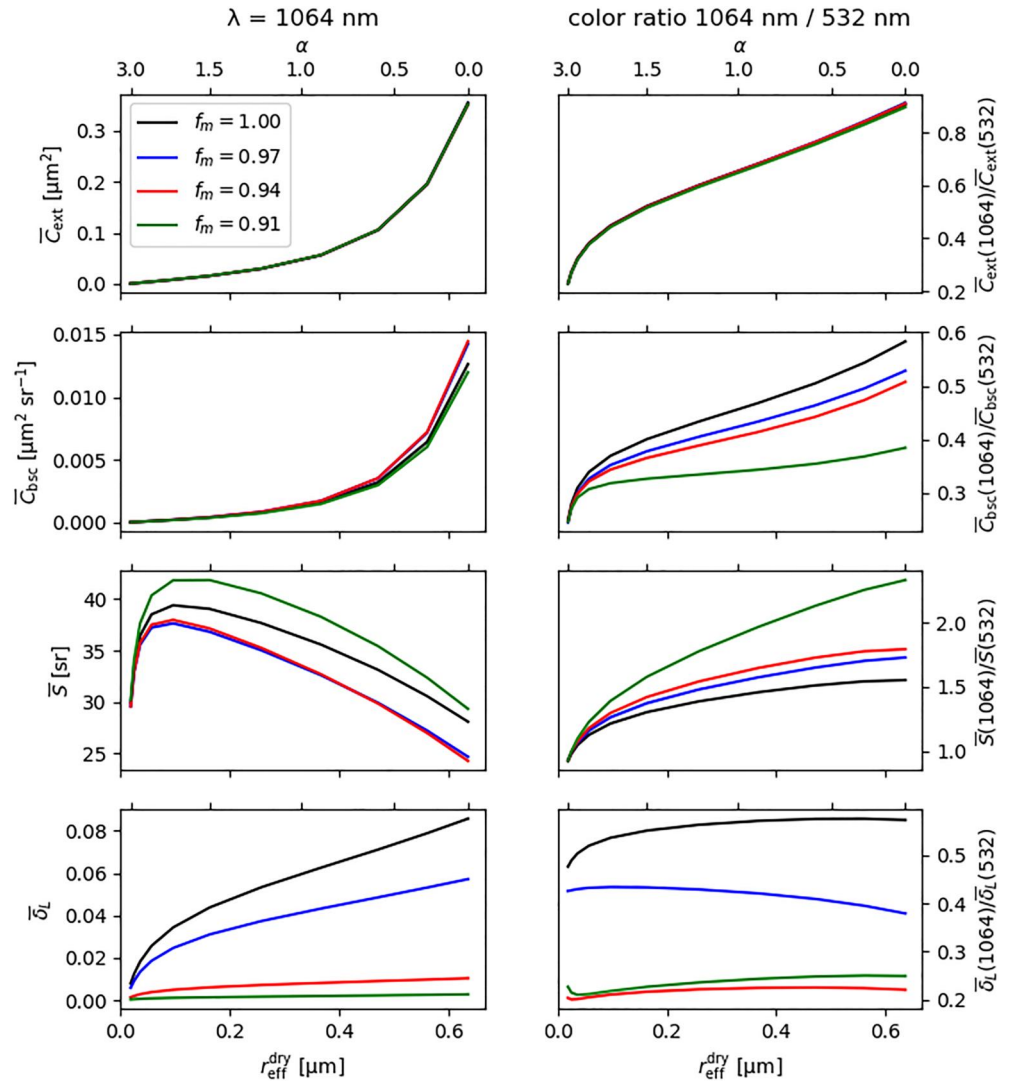 λ = 1064 nm
α
3.0 1.5 0.9 0.5 0.0
0.3
0.2
0.1
0.0
C̅ext [µm²]
fm = 1.00
fm = 0.97
fm = 0.94
fm = 0.91
color ratio 1064 nm / 532 nm
α
3.0 1.5 1.0 0.5 0.0
0.8
0.6
0.4
0.2
C̅ext(1064)/C̅ext(532)
0.015
0.010
0.005
0.000
C̅bsc [µm² sr⁻¹]
0.6
0.5
0.4
0.3
C̅bsc(1064)/C̅bsc(532)
40
35
30
25
S̅ [sr]
2.0
1.5
1.0
S̅(1064)/S̅(532)
0.08
0.06
0.04
0.02
0.00
δ̅L
0.0 0.2 0.4 0.6
r eff dry [µm]
0.5
0.4
0.3
0.2
δ̅L(1064)/δ̅L(532)
0.0 0.2 0.4 0.6
r eff dry [µm]